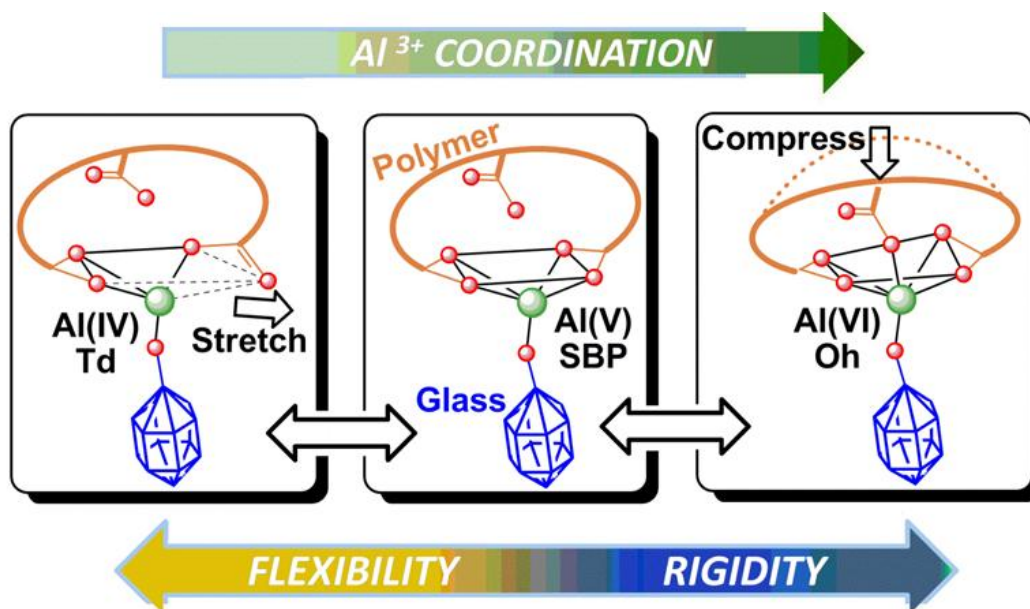 Al 3+ COORDINATION
Polymer
Compress
Al(IV)
Td
Stretch
Al(V)
SBP
Al(VI)
Oh
Glass
FLEXIBILITY RIGIDITY